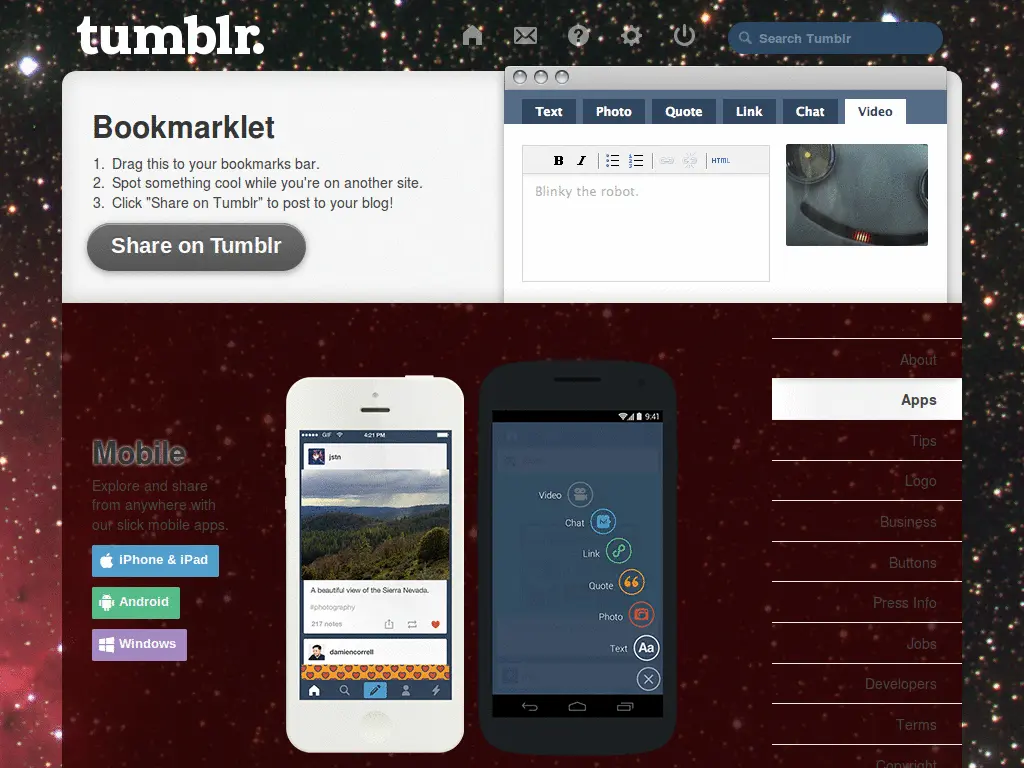 tumblr.
Search Tumblr
Bookmarklet
1. Drag this to your bookmarks bar.
2. Spot something cool while you're on another site.
3. Click "Share on Tumblr" to post to your blog!
Share on Tumblr
Text Photo Quote Link Chat Video
B I HTML
Blinky the robot.
Mobile
Explore and share
from anywhere with
our slick mobile apps.
iPhone & iPad
Android
Windows
GIF 4:21 PM
jstn
A beautiful view of the Sierra Nevada.
#photography
217 notes
damiencorrell
9:41
Video
Chat
Link
Quote
Photo
Text Aa
About
Apps
Tips
Logo
Business
Buttons
Press Info
Jobs
Developers
Terms
Copyright